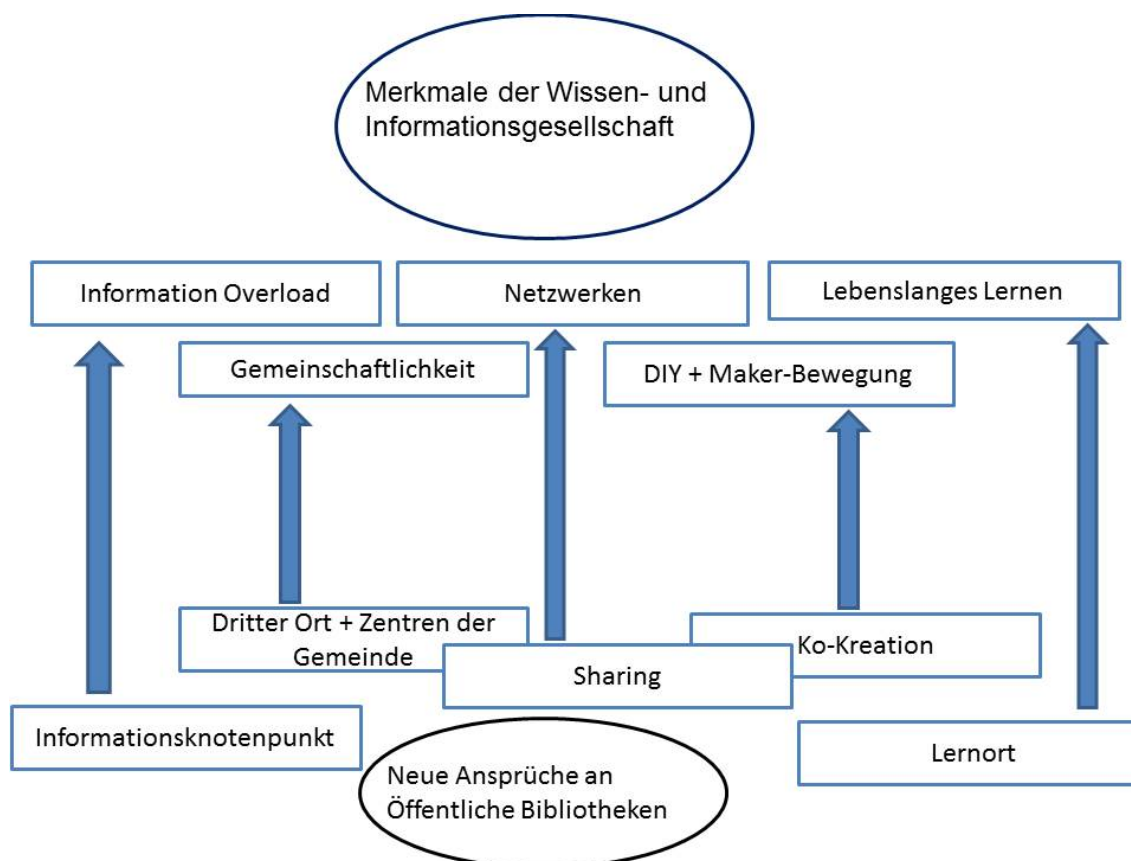 Merkmale der Wissen- und
Informationsgesellschaft
Information Overload
Netzwerken
Lebenslanges Lernen
Gemeinschaftlichkeit
DIY + Maker-Bewegung
Dritter Ort + Zentren der
Gemeinde
Ko-Kreation
Sharing
Informationsknotenpunkt
Lernort
Neue Ansprüche an
Öffentliche Bibliotheken